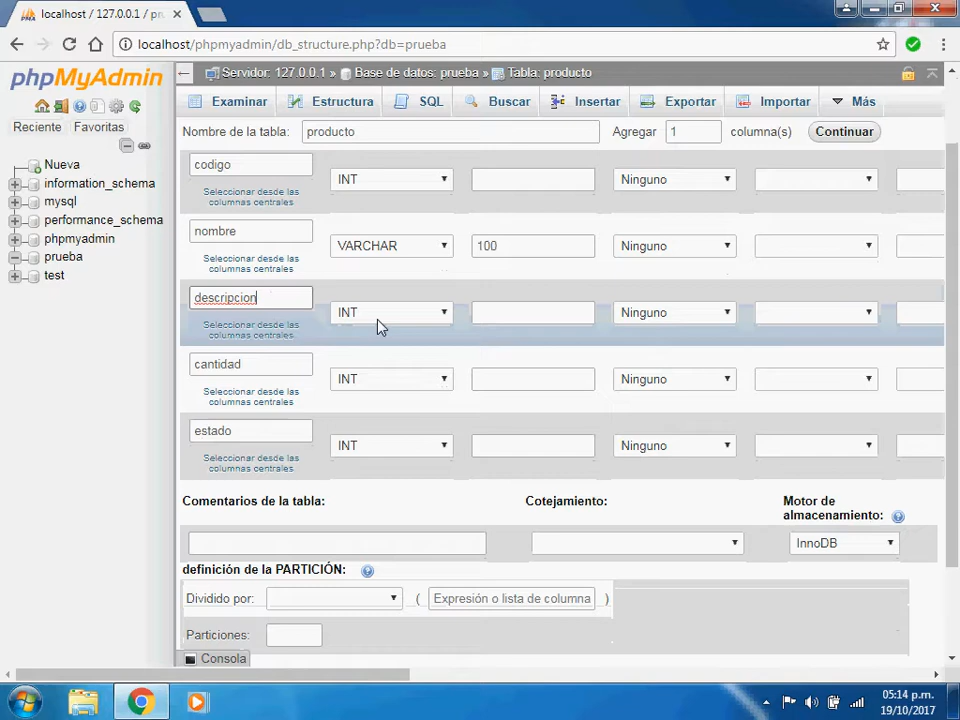 localhost / 127.0.0.1 / pru
localhost/phpmyadmin/db_structure.php?db=prueba
phpMyAdmin
Reciente
Favoritas
Nueva
information_schema
mysql
performance_schema
phpmyadmin
prueba
test
Servidor: 127.0.0.1 » Base de datos: prueba » Tabla: producto
Examinar
Estructura
SQL
Buscar
Insertar
Exportar
Importar
Más
Nombre de la tabla:
producto
Agregar
1
columna(s)
Continuar
codigo
Seleccionar desde las
columnas centrales
INT
Ninguno
nombre
Seleccionar desde las
columnas centrales
VARCHAR
100
Ninguno
descripcion
Seleccionar desde las
columnas centrales
INT
Ninguno
cantidad
Seleccionar desde las
columnas centrales
INT
Ninguno
estado
Seleccionar desde las
columnas centrales
INT
Ninguno
Comentarios de la tabla:
Cotejamiento:
Motor de
almacenamiento:
InnoDB
definición de la PARTICIÓN:
Dividido por:
(
Expresión o lista de columna
)
Particiones:
Consola
05:14 p.m.
19/10/2017